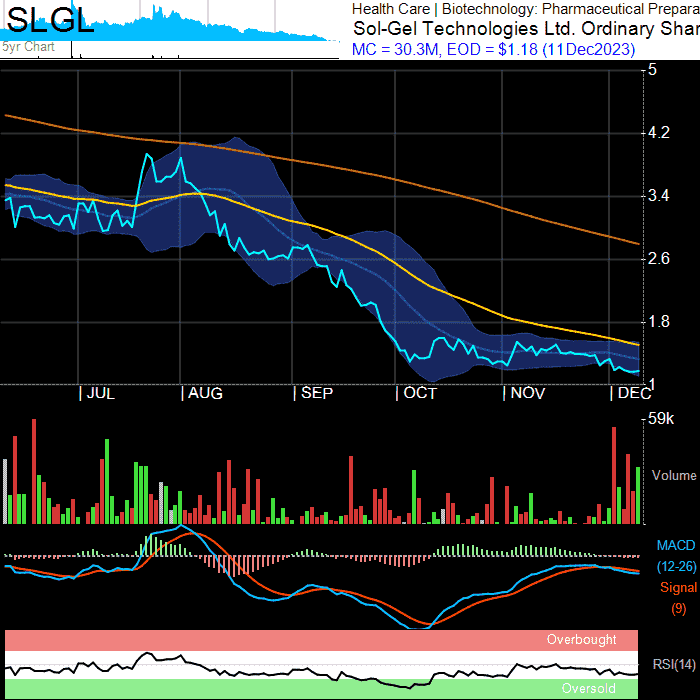 SLGL
5yr Chart
Health Care | Biotechnology: Pharmaceutical Prepara
Sol-Gel Technologies Ltd. Ordinary Shar
MC = 30.3M, EOD = $1.18 (11Dec2023)
5
4.2
3.4
2.6
1.8
1
JUL
AUG
SEP
OCT
NOV
DEC
59k
Volume
MACD
(12-26)
Signal
(9)
Overbought
RSI(14)
Oversold